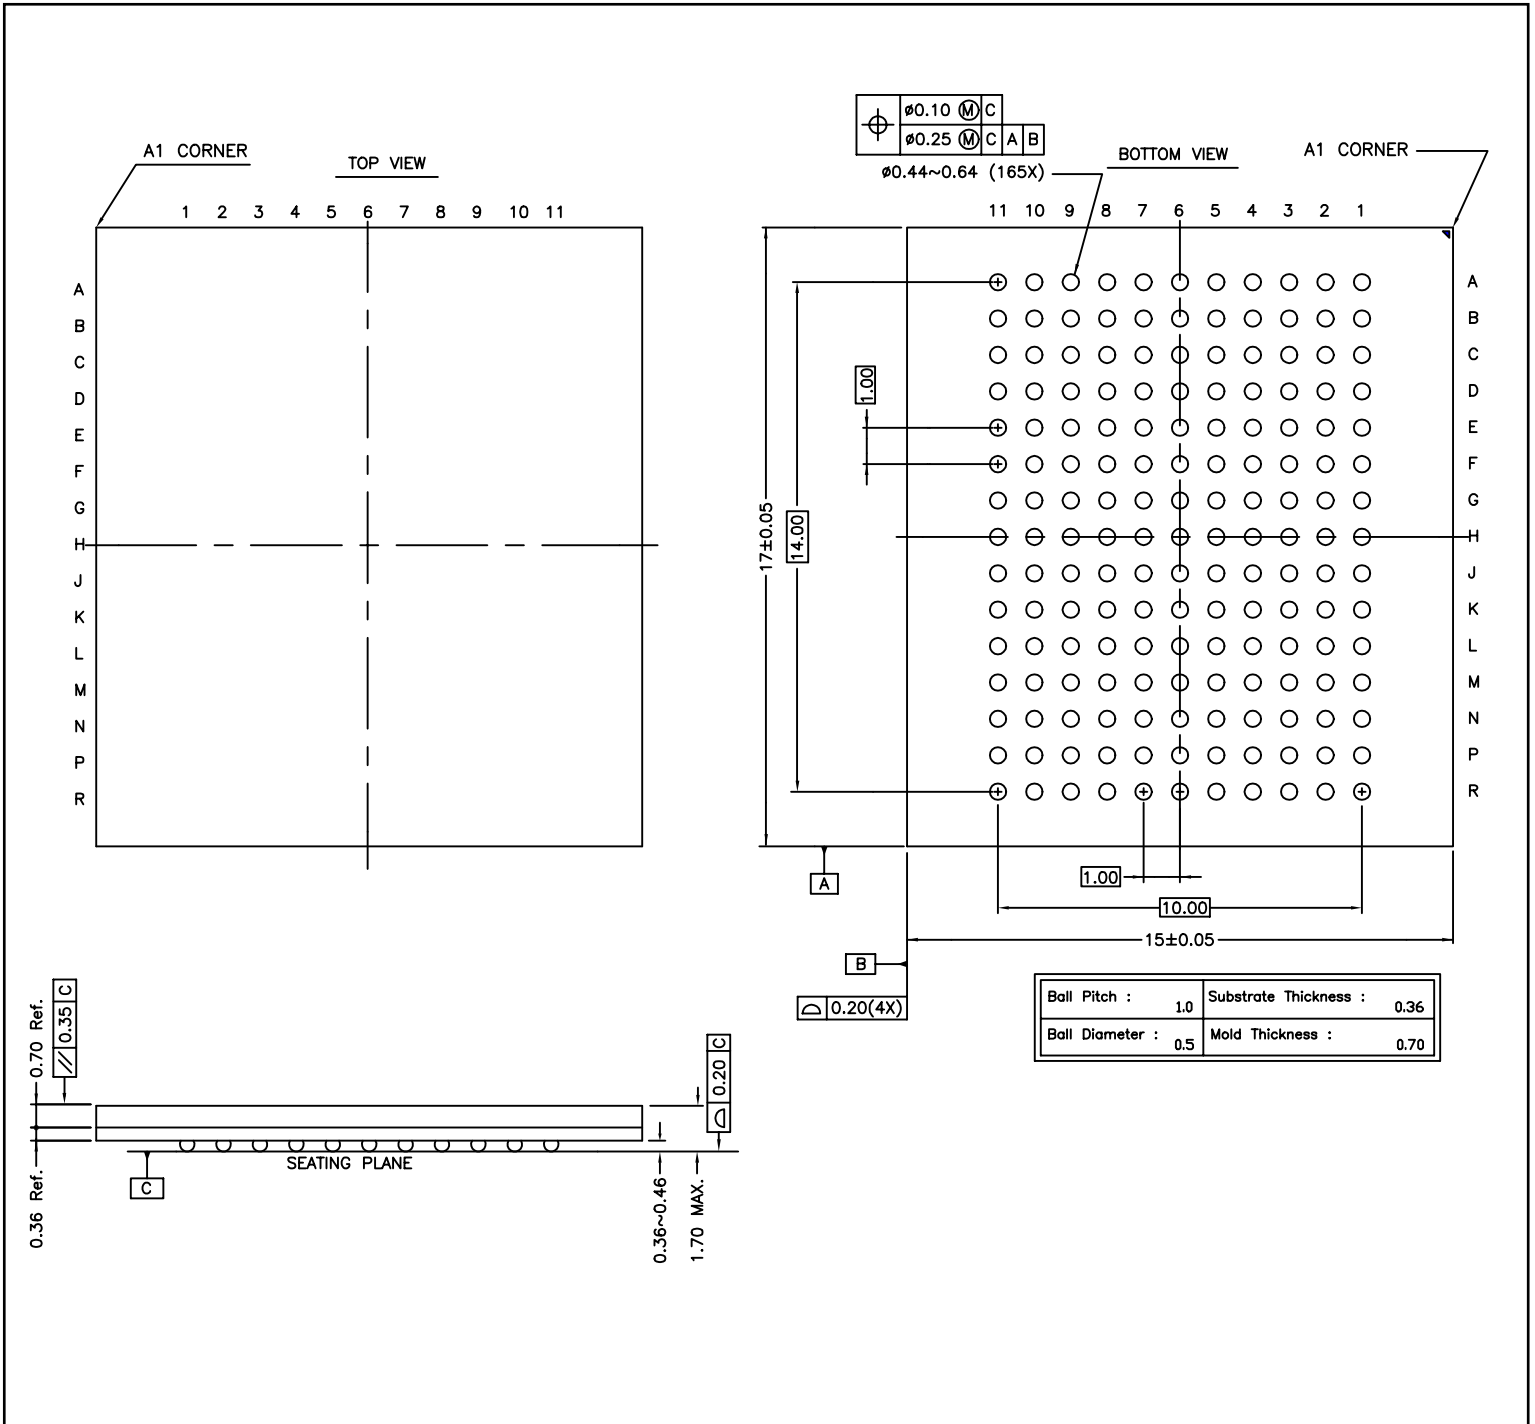 A1 CORNER
TOP VIEW
1 2 3 4 5 6 7 8 9 10 11
A
B
C
D
E
F
G
H
J
K
L
M
N
P
R
ø0.10 Ⓜ C
ø0.25 Ⓜ C A B
ø0.44~0.64 (165X)
BOTTOM VIEW
A1 CORNER
11 10 9 8 7 6 5 4 3 2 1
A
B
C
D
E
F
G
H
J
K
L
M
N
P
R
1.00
17±0.05
14.00
A
1.00
10.00
15±0.05
B
0.20(4X)
Ball Pitch : 1.0 Substrate Thickness : 0.36
Ball Diameter : 0.5 Mold Thickness : 0.70
0.70 Ref.
0.35 C
0.36 Ref.
SEATING PLANE
C
0.20 C
0.36~0.46
1.70 MAX.